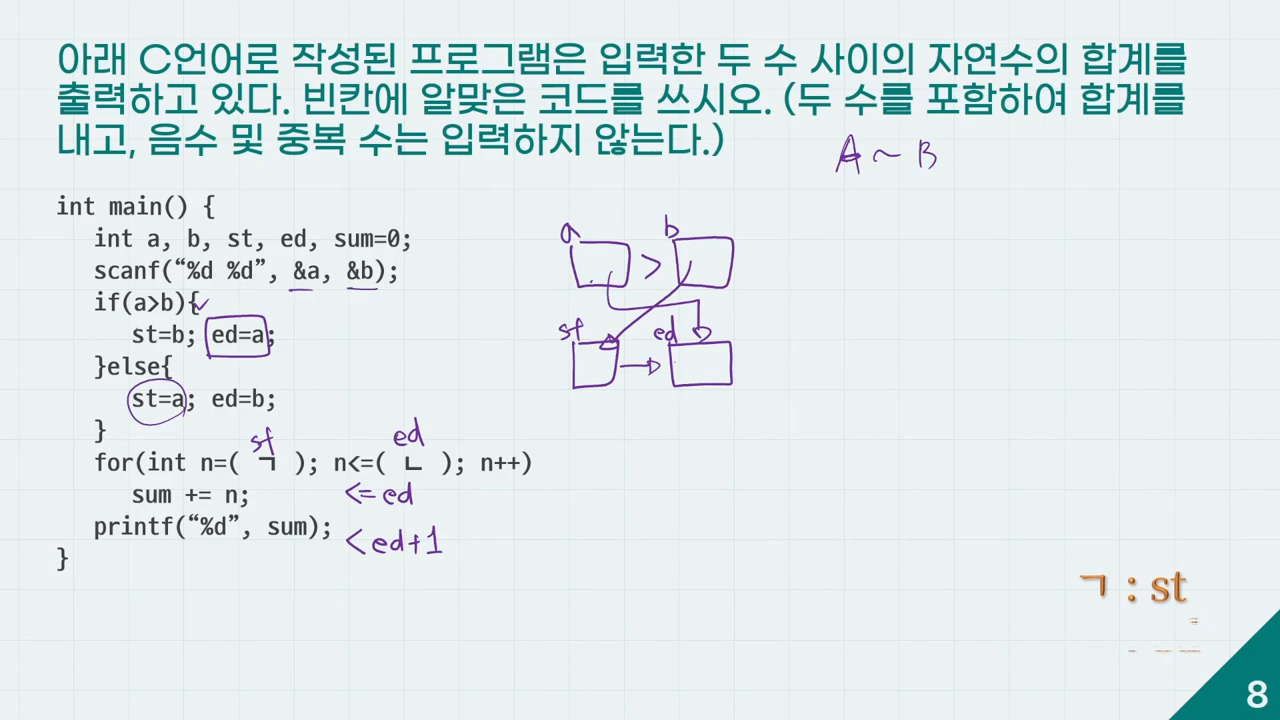 아래 C언어로 작성된 프로그램은 입력한 두 수 사이의 자연수의 합계를
출력하고 있다. 빈칸에 알맞은 코드를 쓰시오. (두 수를 포함하여 합계를
내고, 음수 및 중복 수는 입력하지 않는다.)
A ~ B
int main() {
int a, b, st, ed, sum=0;
scanf(“%d %d”, &a, &b);
if(a>b){
st=b; ed=a;
}else{
st=a; ed=b;
}
for(int n=( ㄱ ); n<=( ㄴ ); n++)
sum += n;
printf(“%d”, sum);
}
a > b
st ed
st ed
<= ed
< ed+1
ㄱ : st
8